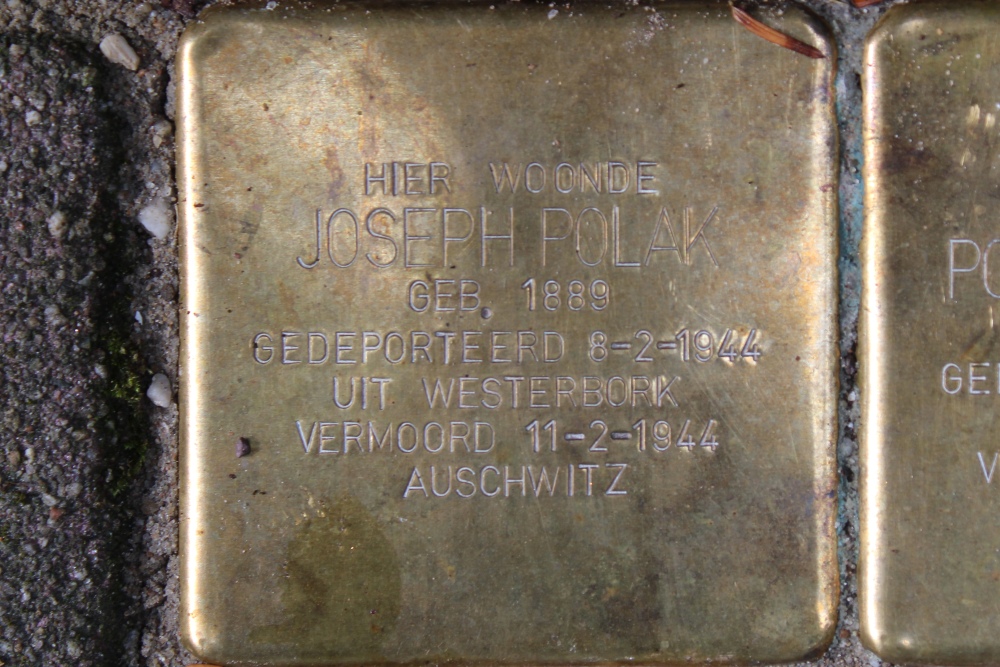 HIER WOONDE
JOSEPH POLAK
GEB. 1889
GEDEPORTEERD 8-2-1944
UIT WESTERBORK
VERMOORD 11-2-1944
AUSCHWITZ